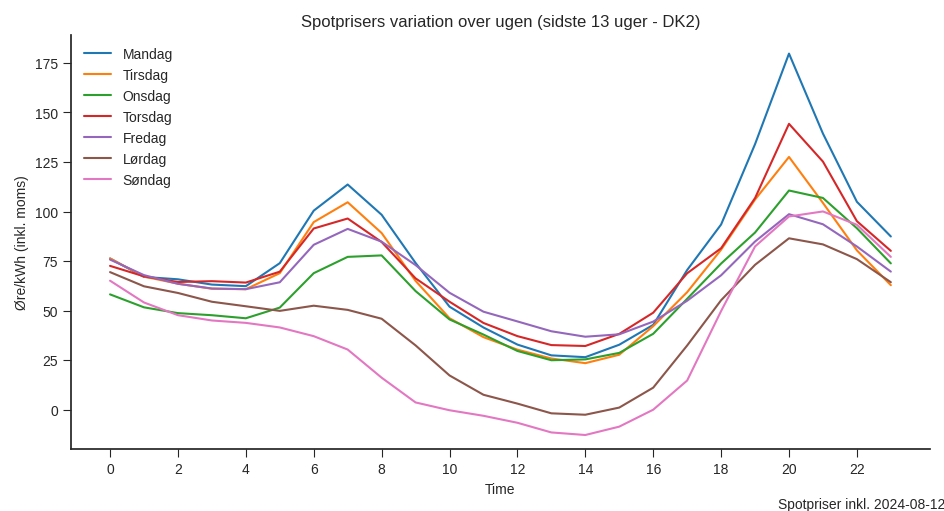 Spotprisers variation over ugen (sidste 13 uger - DK2)
Mandag
Tirsdag
Onsdag
Torsdag
Fredag
Lørdag
Søndag
175
150
125
100
75
50
25
0
Øre/kWh (inkl. moms)
0 2 4 6 8 10 12 14 16 18 20 22
Time
Spotpriser inkl. 2024-08-12